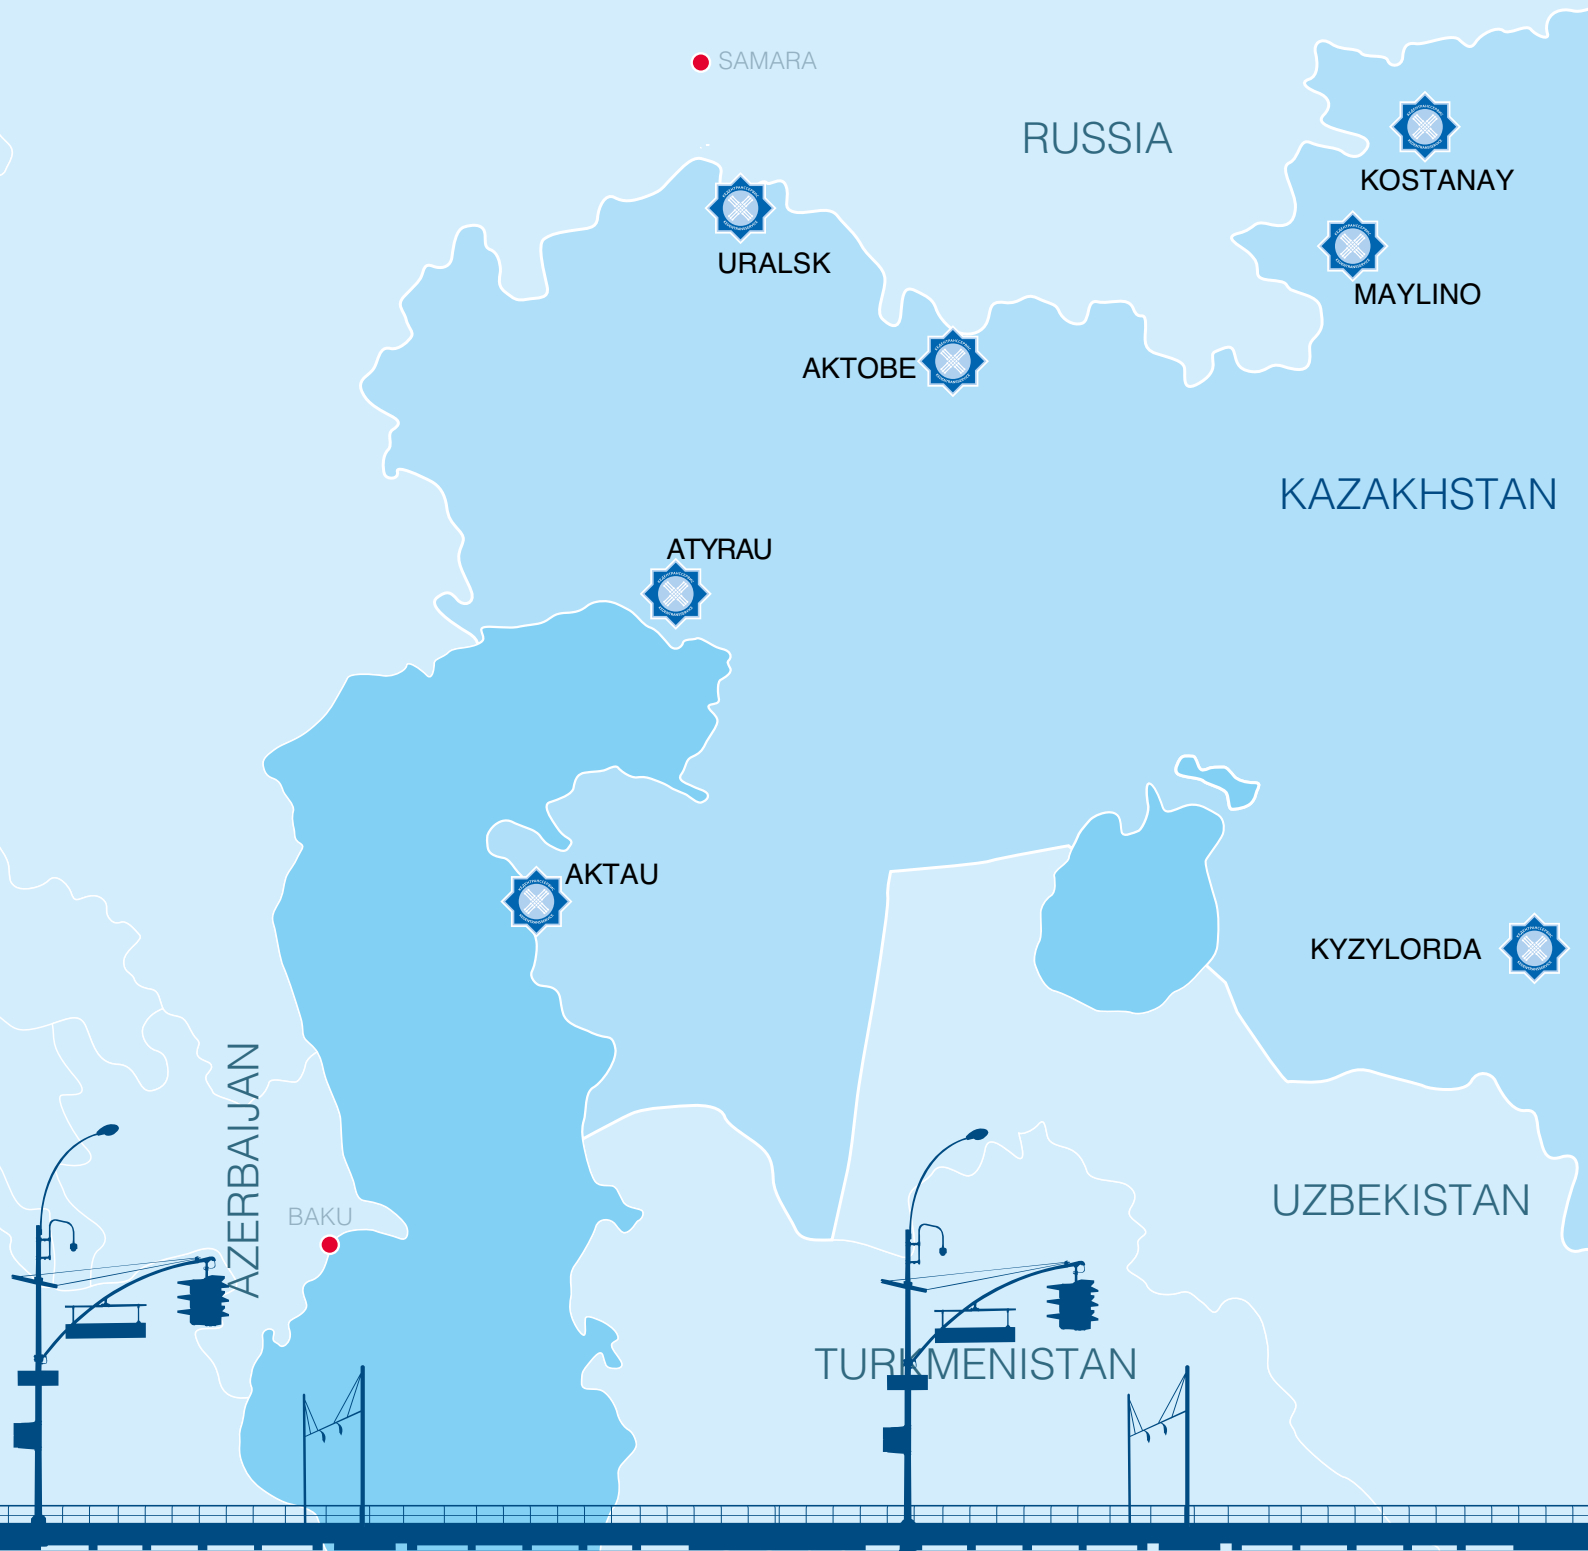 SAMARA
RUSSIA
KOSTANAY
URALSK
MAYLINO
AKTOBE
KAZAKHSTAN
ATYRAU
AKTAU
KYZYLORDA
AZERBAIJAN
BAKU
UZBEKISTAN
TURKMENISTAN